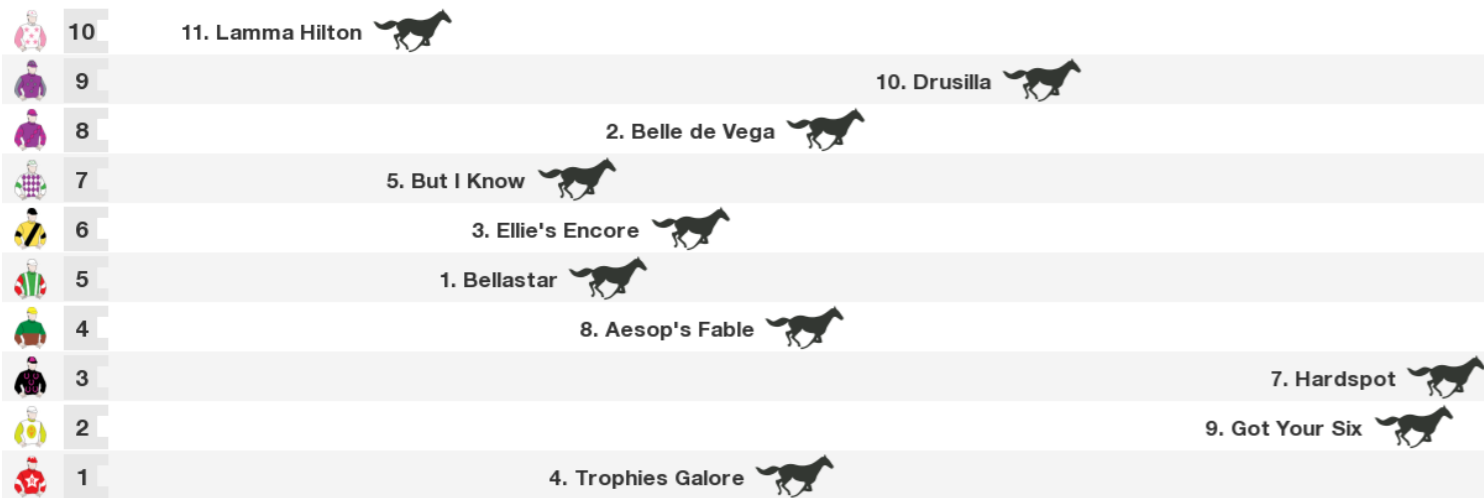 10 11. Lamma Hilton
9 10. Drusilla
8 2. Belle de Vega
7 5. But I Know
6 3. Ellie's Encore
5 1. Bellastar
4 8. Aesop's Fable
3 7. Hardspot
2 9. Got Your Six
1 4. Trophies Galore